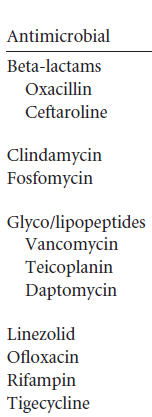 Antimicrobial
Beta-lactams
Oxacillin
Ceftaroline
Clindamycin
Fosfomycin
Glyco/lipopeptides
Vancomycin
Teicoplanin
Daptomycin
Linezolid
Ofloxacin
Rifampin
Tigecycline